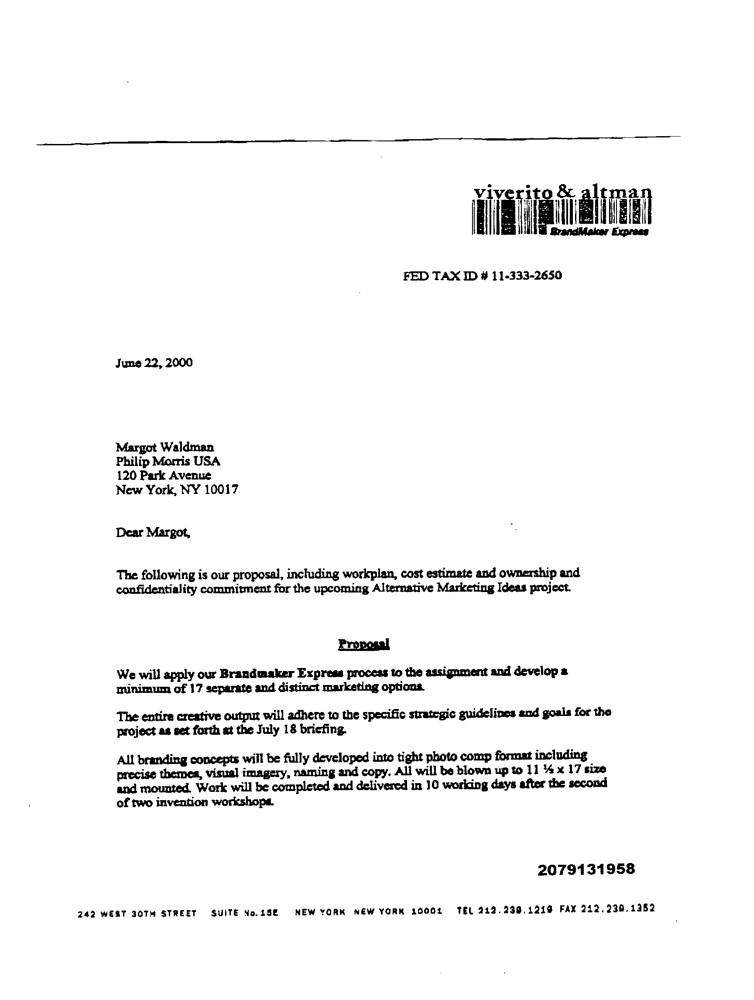 viverito & altman
BrandMaker Express
FED TAX ID # 11-333-2650
June 22, 2000
Margot Waldman
Philip Morris USA
120 Park Avenue
New York, NY 10017
Dear Margot,
The following is our proposal, including workplan, cost estimate and ownership and
confidentiality commitment for the upcoming Alternative Marketing Ideas project.
Proposal
We will apply our Brandmaker Express process to the assignment and develop a
minimum of 17 separate and distinct marketing options.
The entire creative output will adhere to the specific strategic guidelines and goals for the
project as set forth at the July 18 briefing.
All branding concepts will be fully developed into tight photo comp format including
precise themes, visual imagery, naming and copy. All will be blown up to 11 ½ x 17 size
and mounted. Work will be completed and delivered in 10 working days after the second
of two invention workshops.
2079131958
242 WEST 30TH STREET SUITE No. 15E NEW YORK NEW YORK 10001 TEL 212.239.1219 FAX 212.239.1352